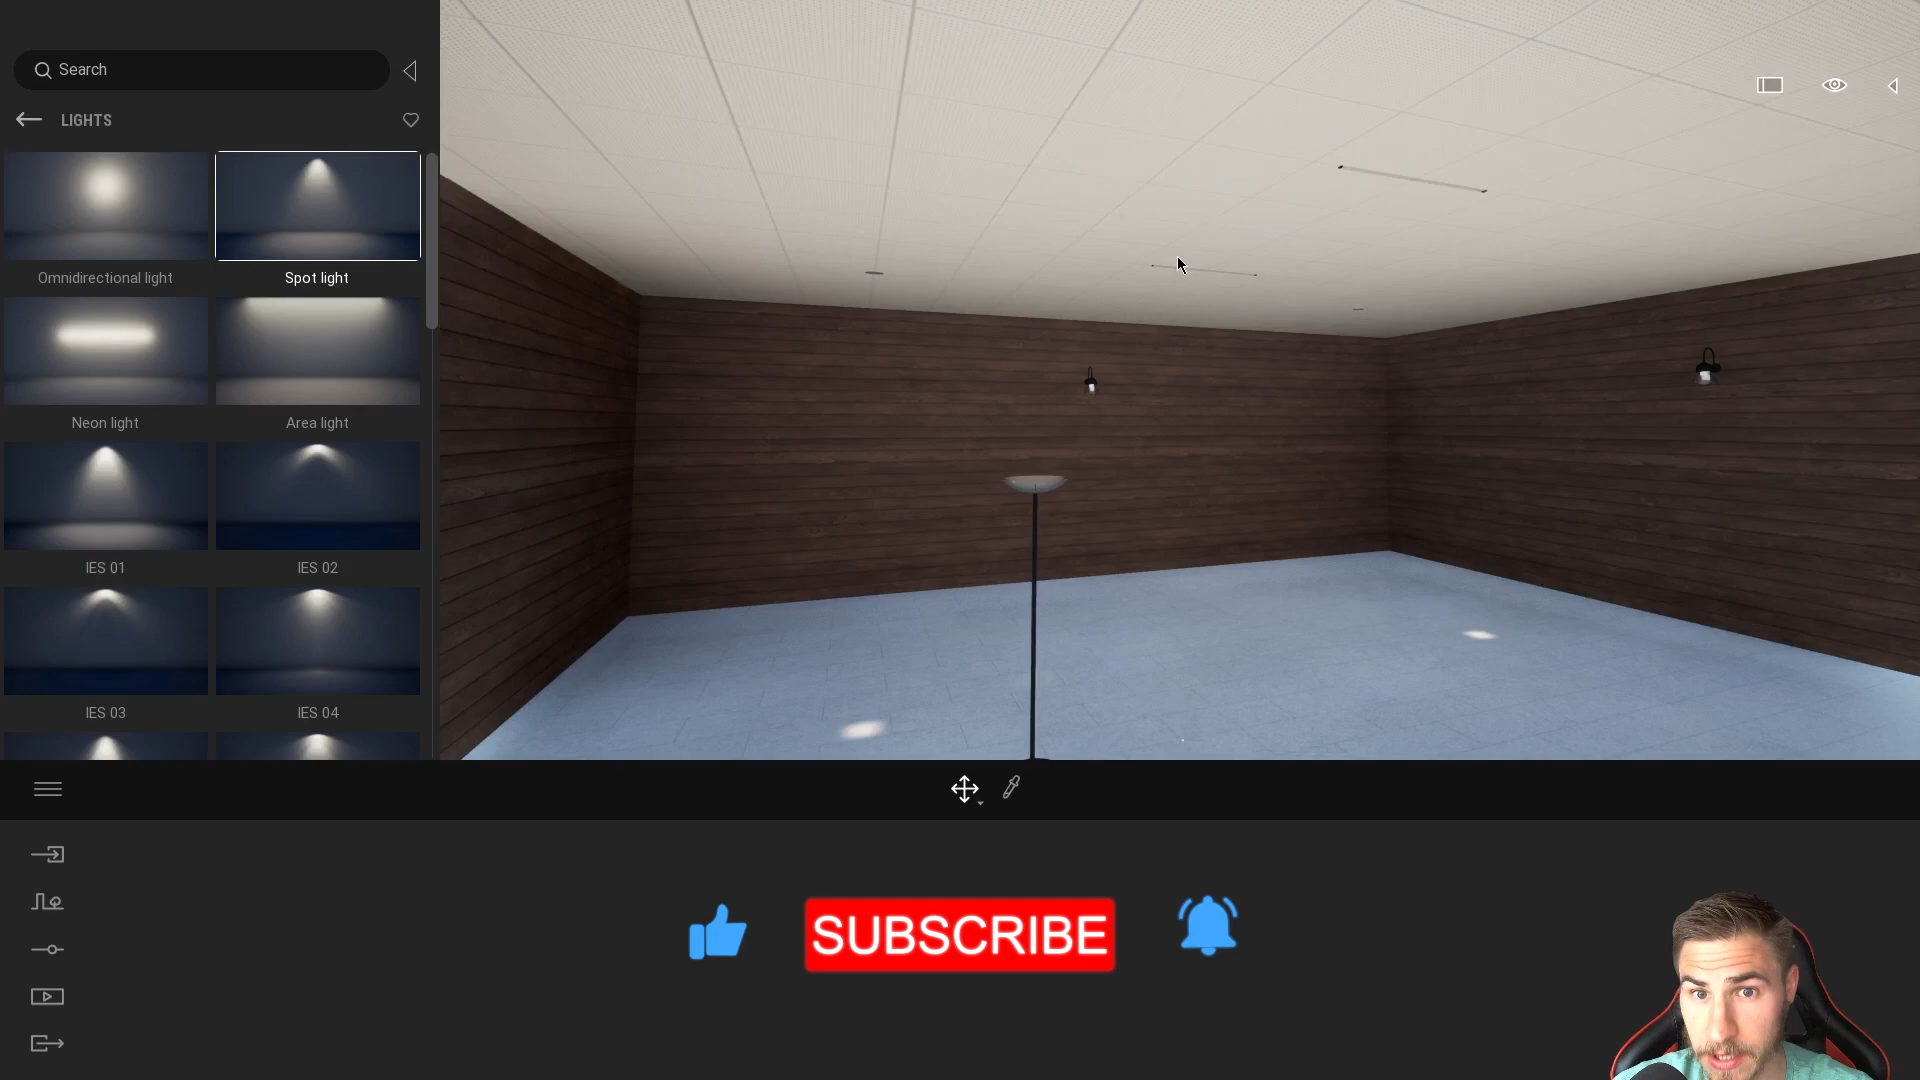 Search
LIGHTS
Omnidirectional light
Spot light
Neon light
Area light
IES 01
IES 02
IES 03
IES 04
SUBSCRIBE